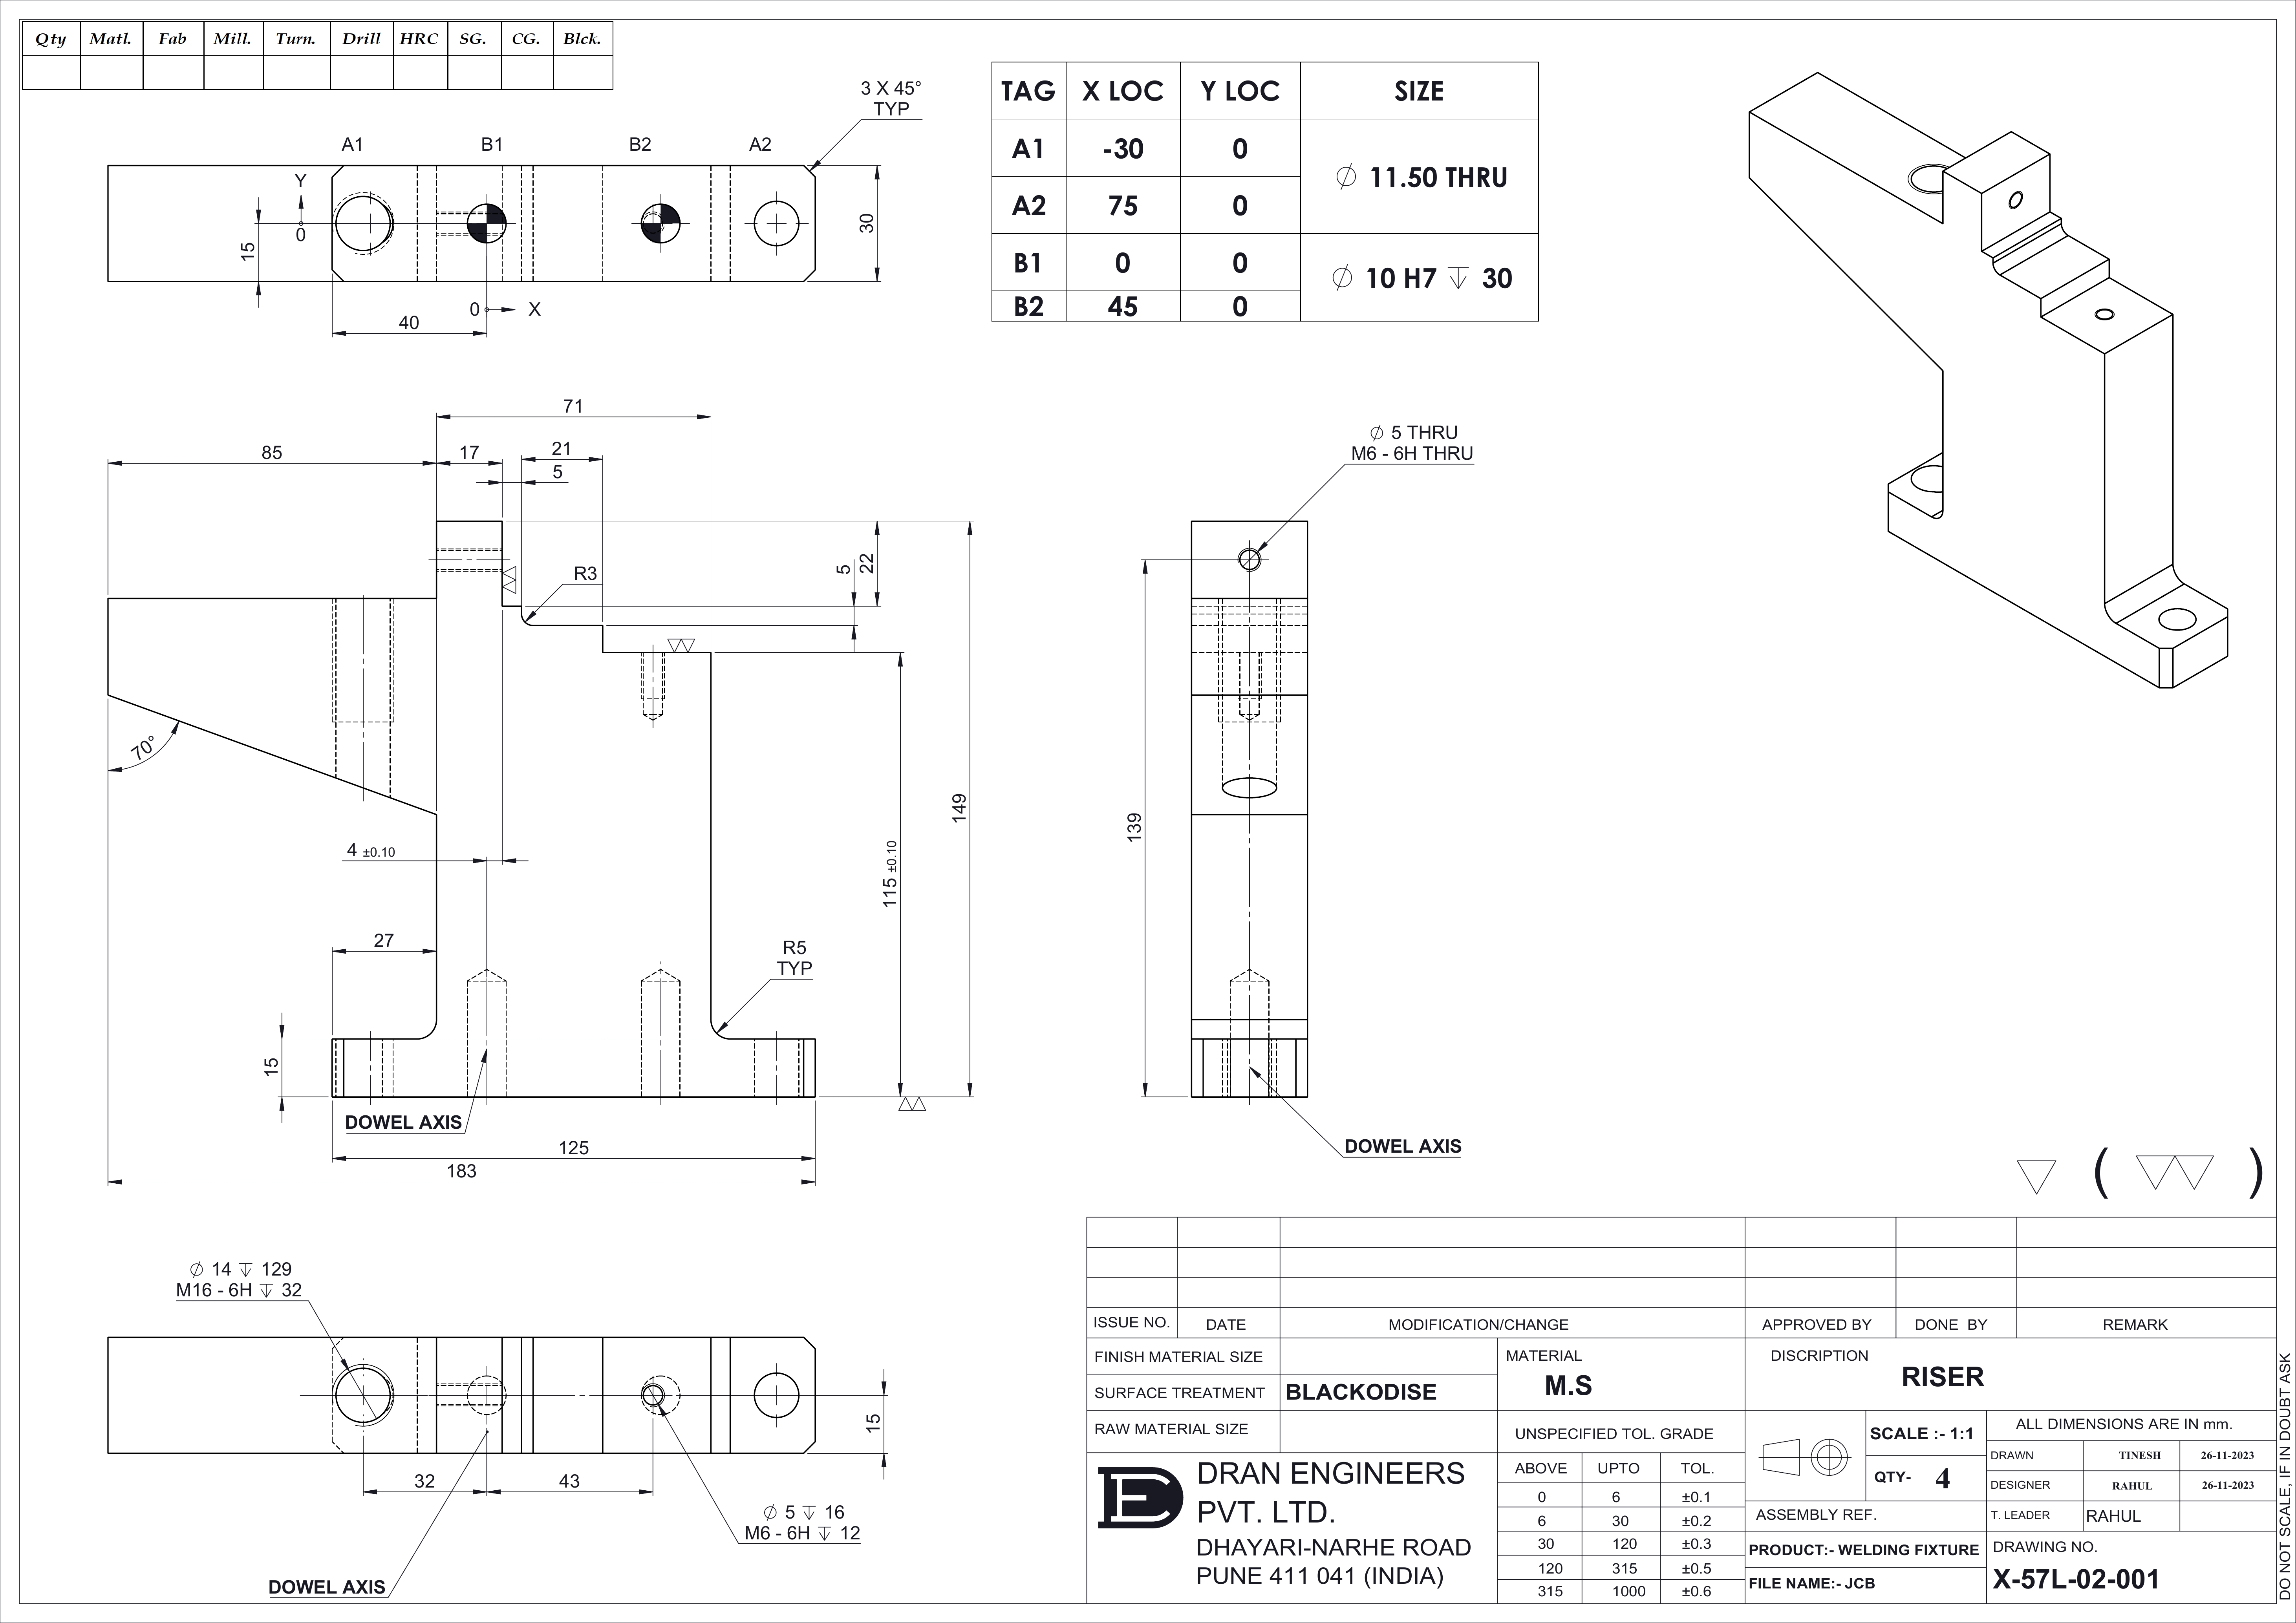 Qty Matl. Fab Mill. Turn. Drill HRC SG. CG. Blck.
3 X 45°
TYP
A1 B1 B2 A2
Y
0
15
30
0 X
40
TAG X LOC Y LOC SIZE
A1 -30 0 ∅ 11.50 THRU
A2 75 0
B1 0 0 ∅ 10 H7 ↧ 30
B2 45 0
71
85 17 21
5
R3
5
22
70°
149
4 ±0.10
115 ±0.10
27
R5
TYP
15
DOWEL AXIS
125
183
∅ 5 THRU
M6 - 6H THRU
139
DOWEL AXIS
( )
∅ 14 ↧ 129
M16 - 6H ↧ 32
15
32 43
∅ 5 ↧ 16
M6 - 6H ↧ 12
DOWEL AXIS
ISSUE NO. DATE MODIFICATION/CHANGE APPROVED BY DONE BY REMARK
FINISH MATERIAL SIZE
SURFACE TREATMENT BLACKODISE
RAW MATERIAL SIZE
MATERIAL
M.S
DISCRIPTION
RISER
UNSPECIFIED TOL. GRADE
ABOVE UPTO TOL.
0 6 ±0.1
6 30 ±0.2
30 120 ±0.3
120 315 ±0.5
315 1000 ±0.6
E
DRAN ENGINEERS
PVT. LTD.
DHAYARI-NARHE ROAD
PUNE 411 041 (INDIA)
SCALE :- 1:1
QTY- 4
ALL DIMENSIONS ARE IN mm.
DRAWN TINESH 26-11-2023
DESIGNER RAHUL 26-11-2023
T. LEADER RAHUL
ASSEMBLY REF.
PRODUCT:- WELDING FIXTURE
FILE NAME:- JCB
DRAWING NO.
X-57L-02-001
DO NOT SCALE, IF IN DOUBT ASK